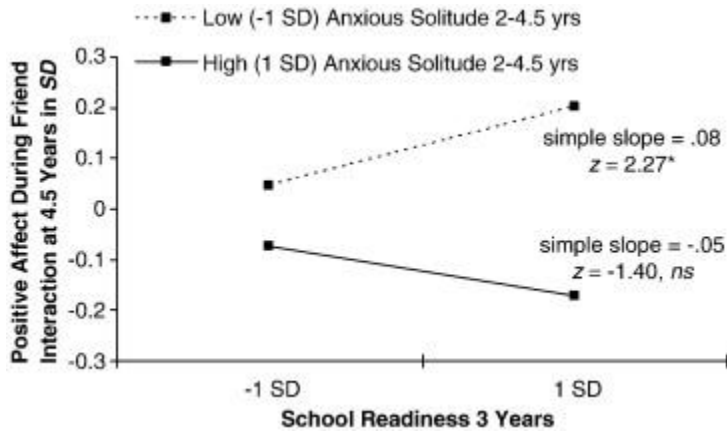 Low (-1 SD) Anxious Solitude 2-4.5 yrs
High (1 SD) Anxious Solitude 2-4.5 yrs
Positive Affect During Friend
Interaction at 4.5 Years in SD
0.3
0.2
0.1
0
-0.1
-0.2
-0.3
simple slope = .08
z = 2.27*
simple slope = -.05
z = -1.40, ns
-1 SD
1 SD
School Readiness 3 Years